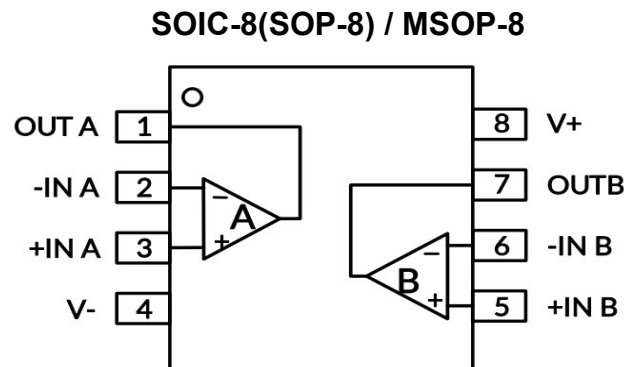 SOIC-8(SOP-8) / MSOP-8
OUT A 1
8 V+
-IN A 2
7 OUTB
− A +
+IN A 3
6 -IN B
− B +
V- 4
5 +IN B